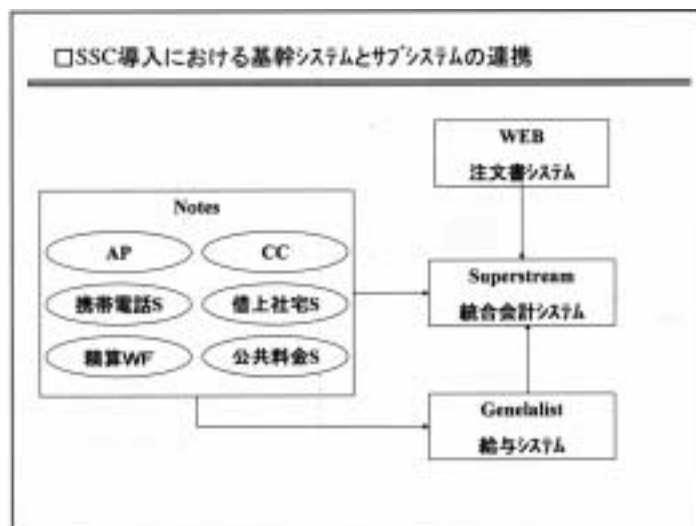 □SSC導入における基幹システムとサブシステムの連携
WEB
注文書システム
Notes
AP
CC
携帯電話S
借上社宅S
精算WF
公共料金S
Superstream
統合会計システム
Genelalist
給与システム